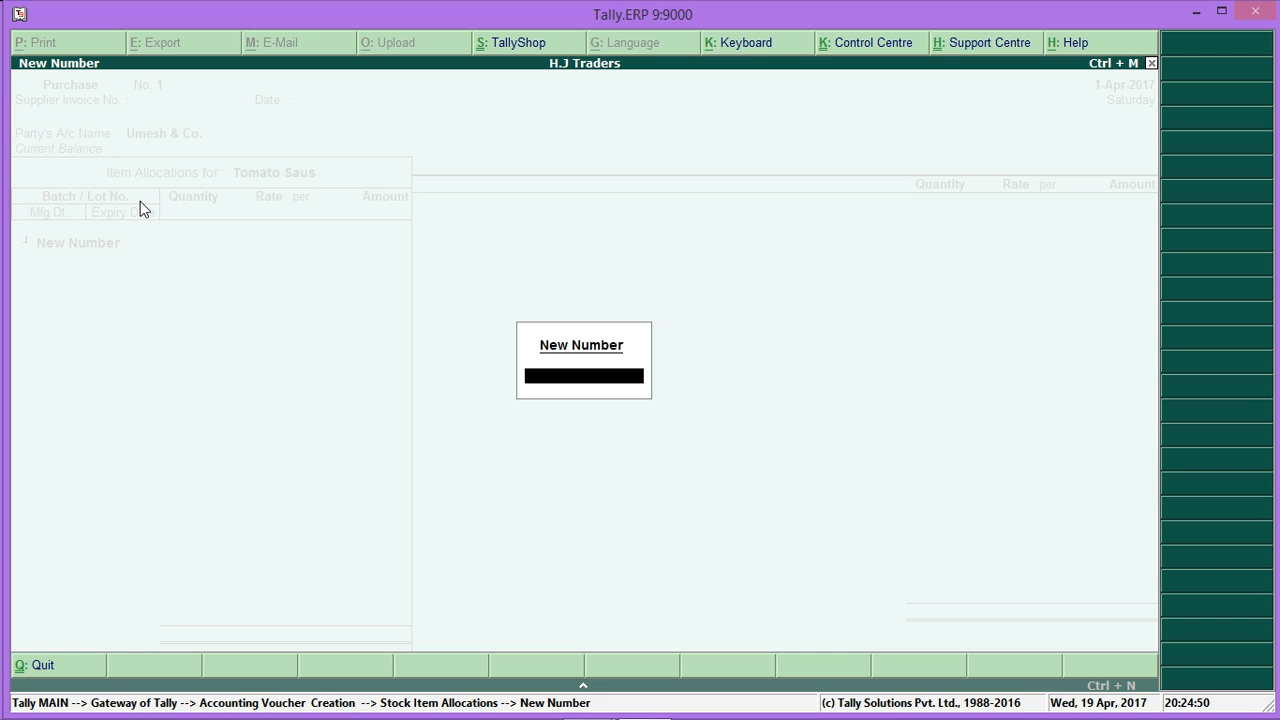 Tally.ERP 9:9000
P: Print E: Export M: E-Mail O: Upload S: TallyShop G: Language K: Keyboard K: Control Centre H: Support Centre H: Help
New Number H.J Traders Ctrl + M
Purchase No. 1 1-Apr-2017
Supplier Invoice No. : Date : Saturday
Party's A/c Name : Umesh & Co.
Current Balance :
Item Allocations for : Tomato Saus
Batch / Lot No. Quantity Rate per Amount Quantity Rate per Amount
Mfg Dt. Expiry
New Number
New Number
Q: Quit
Ctrl + N
Tally MAIN --> Gateway of Tally --> Accounting Voucher Creation --> Stock Item Allocations --> New Number (c) Tally Solutions Pvt. Ltd., 1988-2016 Wed, 19 Apr, 2017 20:24:50